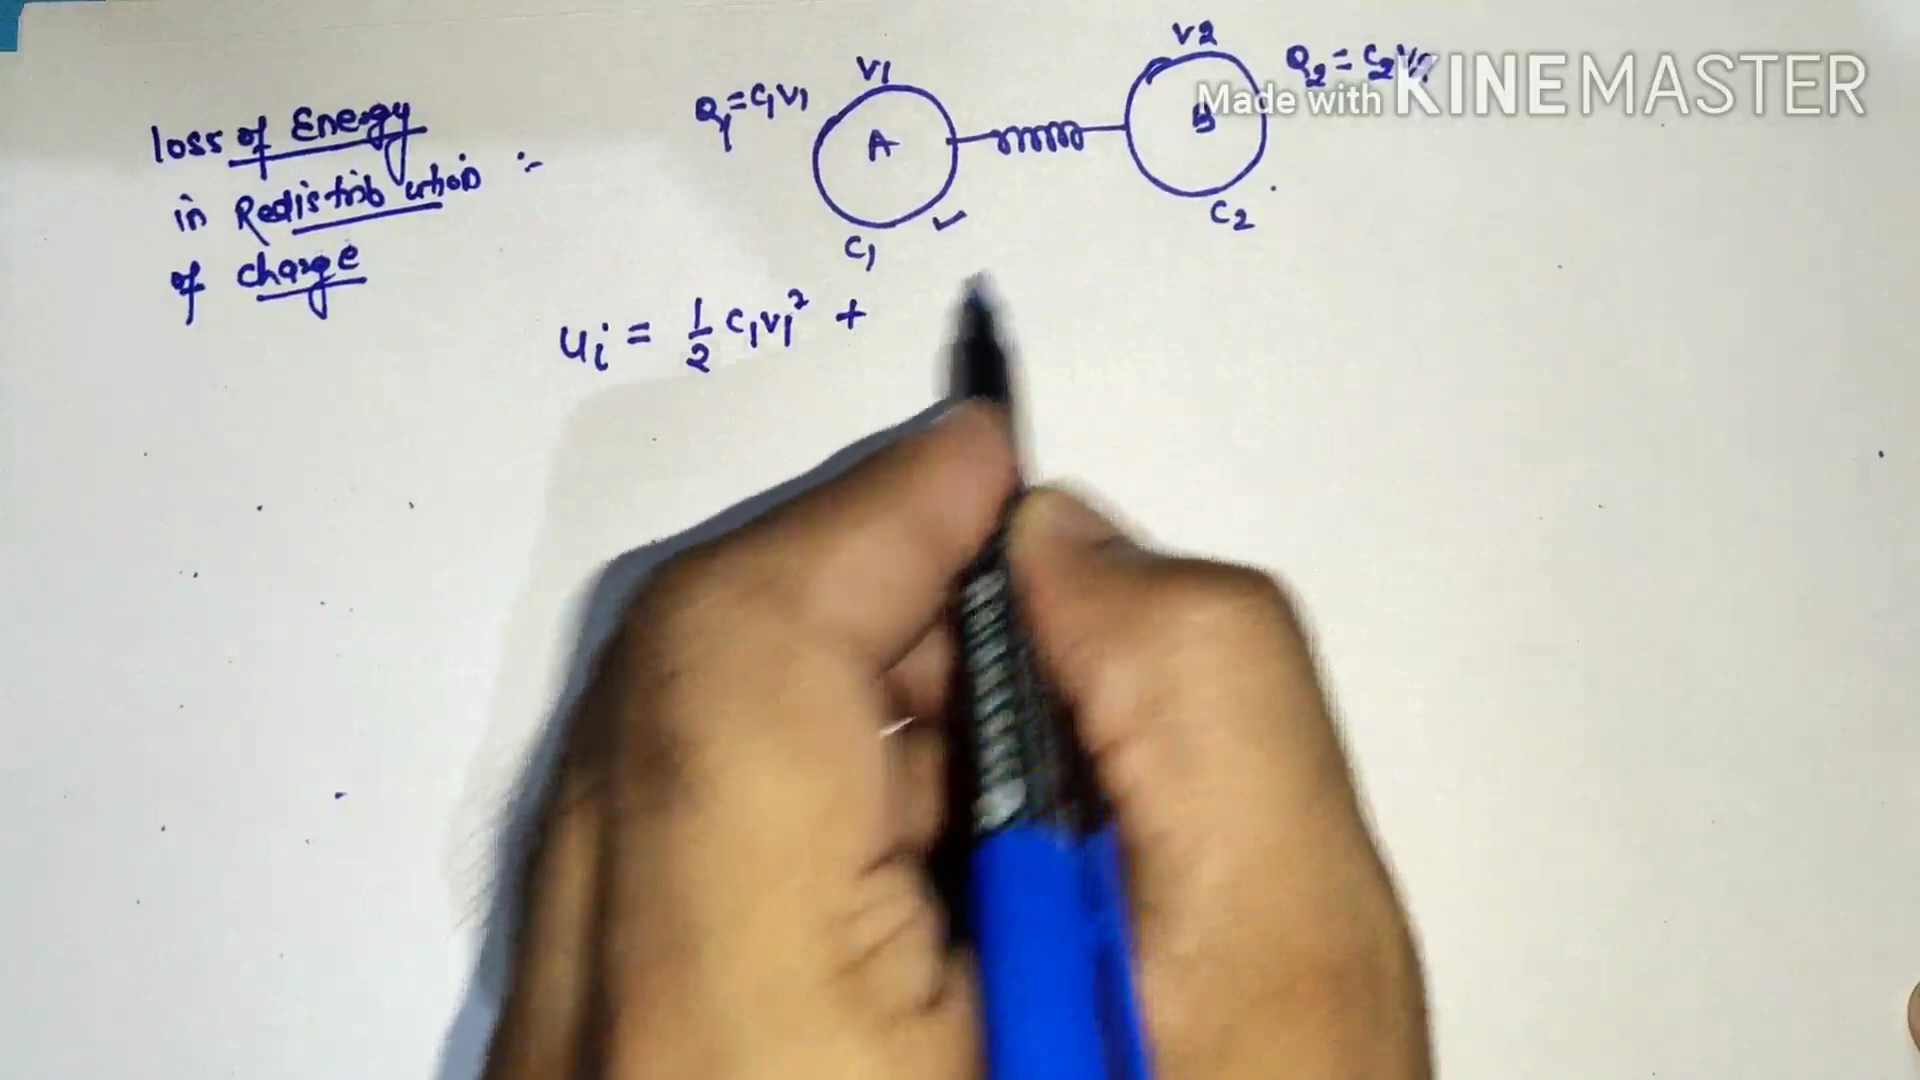 V2
V1
Q1=C1V1
Q2=C2
Made with KINEMASTER
A
B
loss of Energy
in Redistribution :-
of charge
C1
C2
Ui = 1/2 C1V1² +